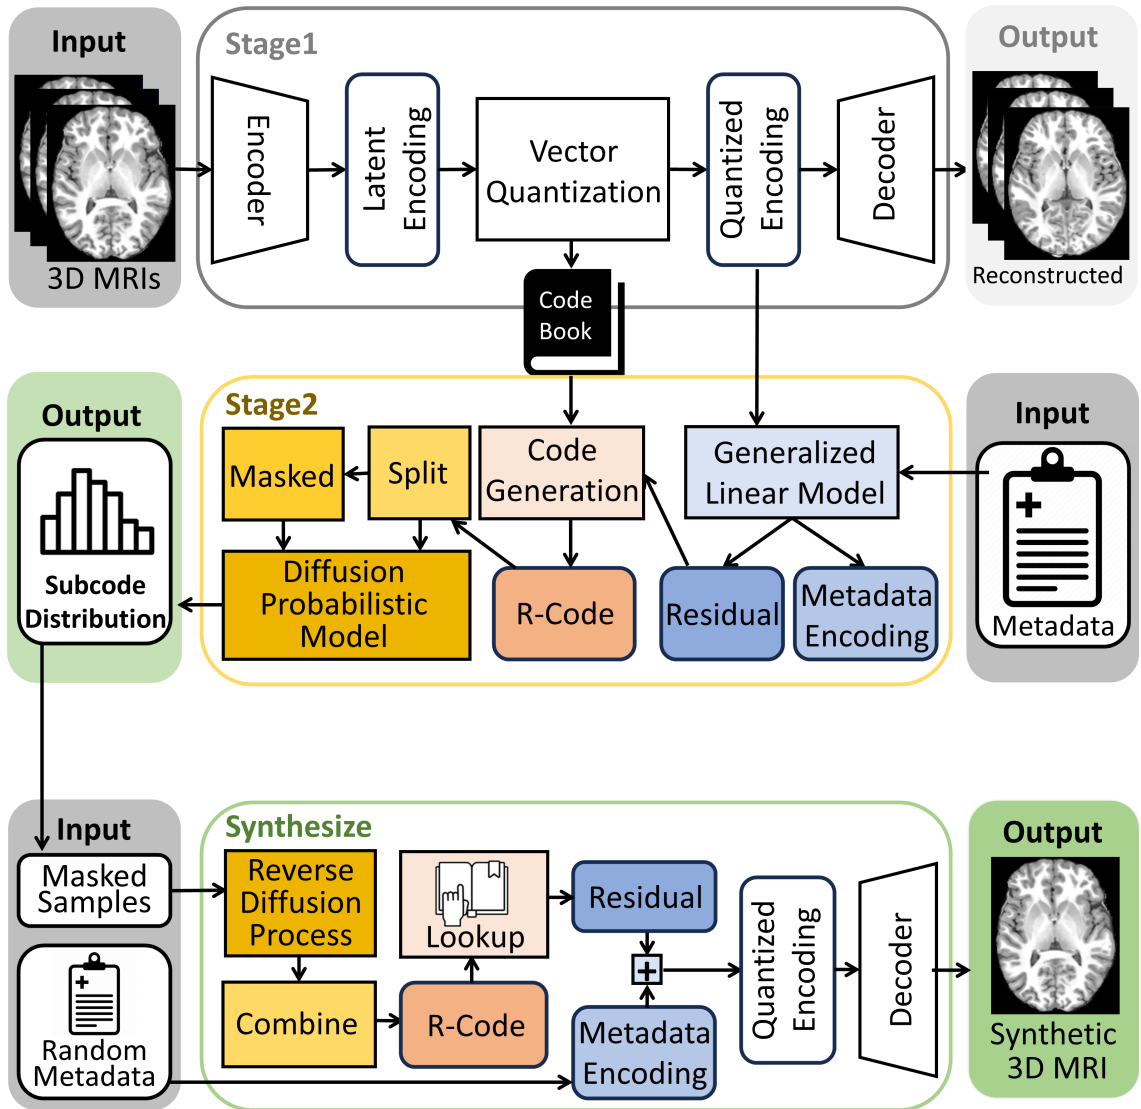 Input
3D MRIs
Stage1
Encoder
Latent
Encoding
Vector
Quantization
Quantized
Encoding
Decoder
Output
Reconstructed
Code
Book
Output
Subcode
Distribution
Stage2
Masked
Split
Code
Generation
Generalized
Linear Model
Diffusion
Probabilistic
Model
R-Code
Residual
Metadata
Encoding
Input
Metadata
Input
Masked
Samples
Random
Metadata
Synthesize
Reverse
Diffusion
Process
Lookup
Residual
Combine
R-Code
Metadata
Encoding
Quantized
Encoding
Decoder
Output
Synthetic
3D MRI